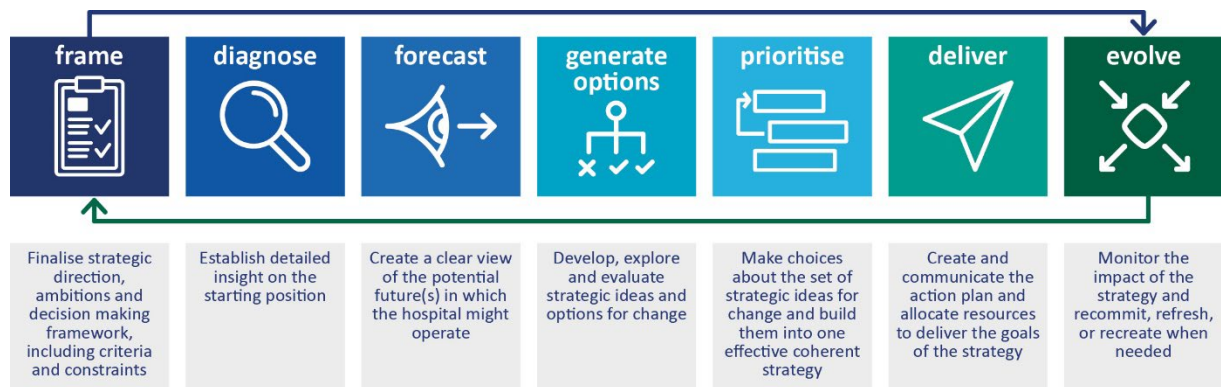 frame
diagnose
forecast
generate
options
prioritise
deliver
evolve
Finalise strategic
direction,
ambitions and
decision making
framework,
including criteria
and constraints
Establish detailed
insight on the
starting position
Create a clear view
of the potential
future(s) in which
the hospital might
operate
Develop, explore
and evaluate
strategic ideas and
options for change
Make choices
about the set of
strategic ideas for
change and build
them into one
effective coherent
strategy
Create and
communicate the
action plan and
allocate resources
to deliver the goals
of the strategy
Monitor the
impact of the
strategy and
recommit, refresh,
or recreate when
needed